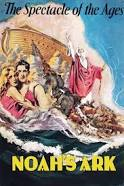 The Spectacle of the Ages
NOAH'S ARK